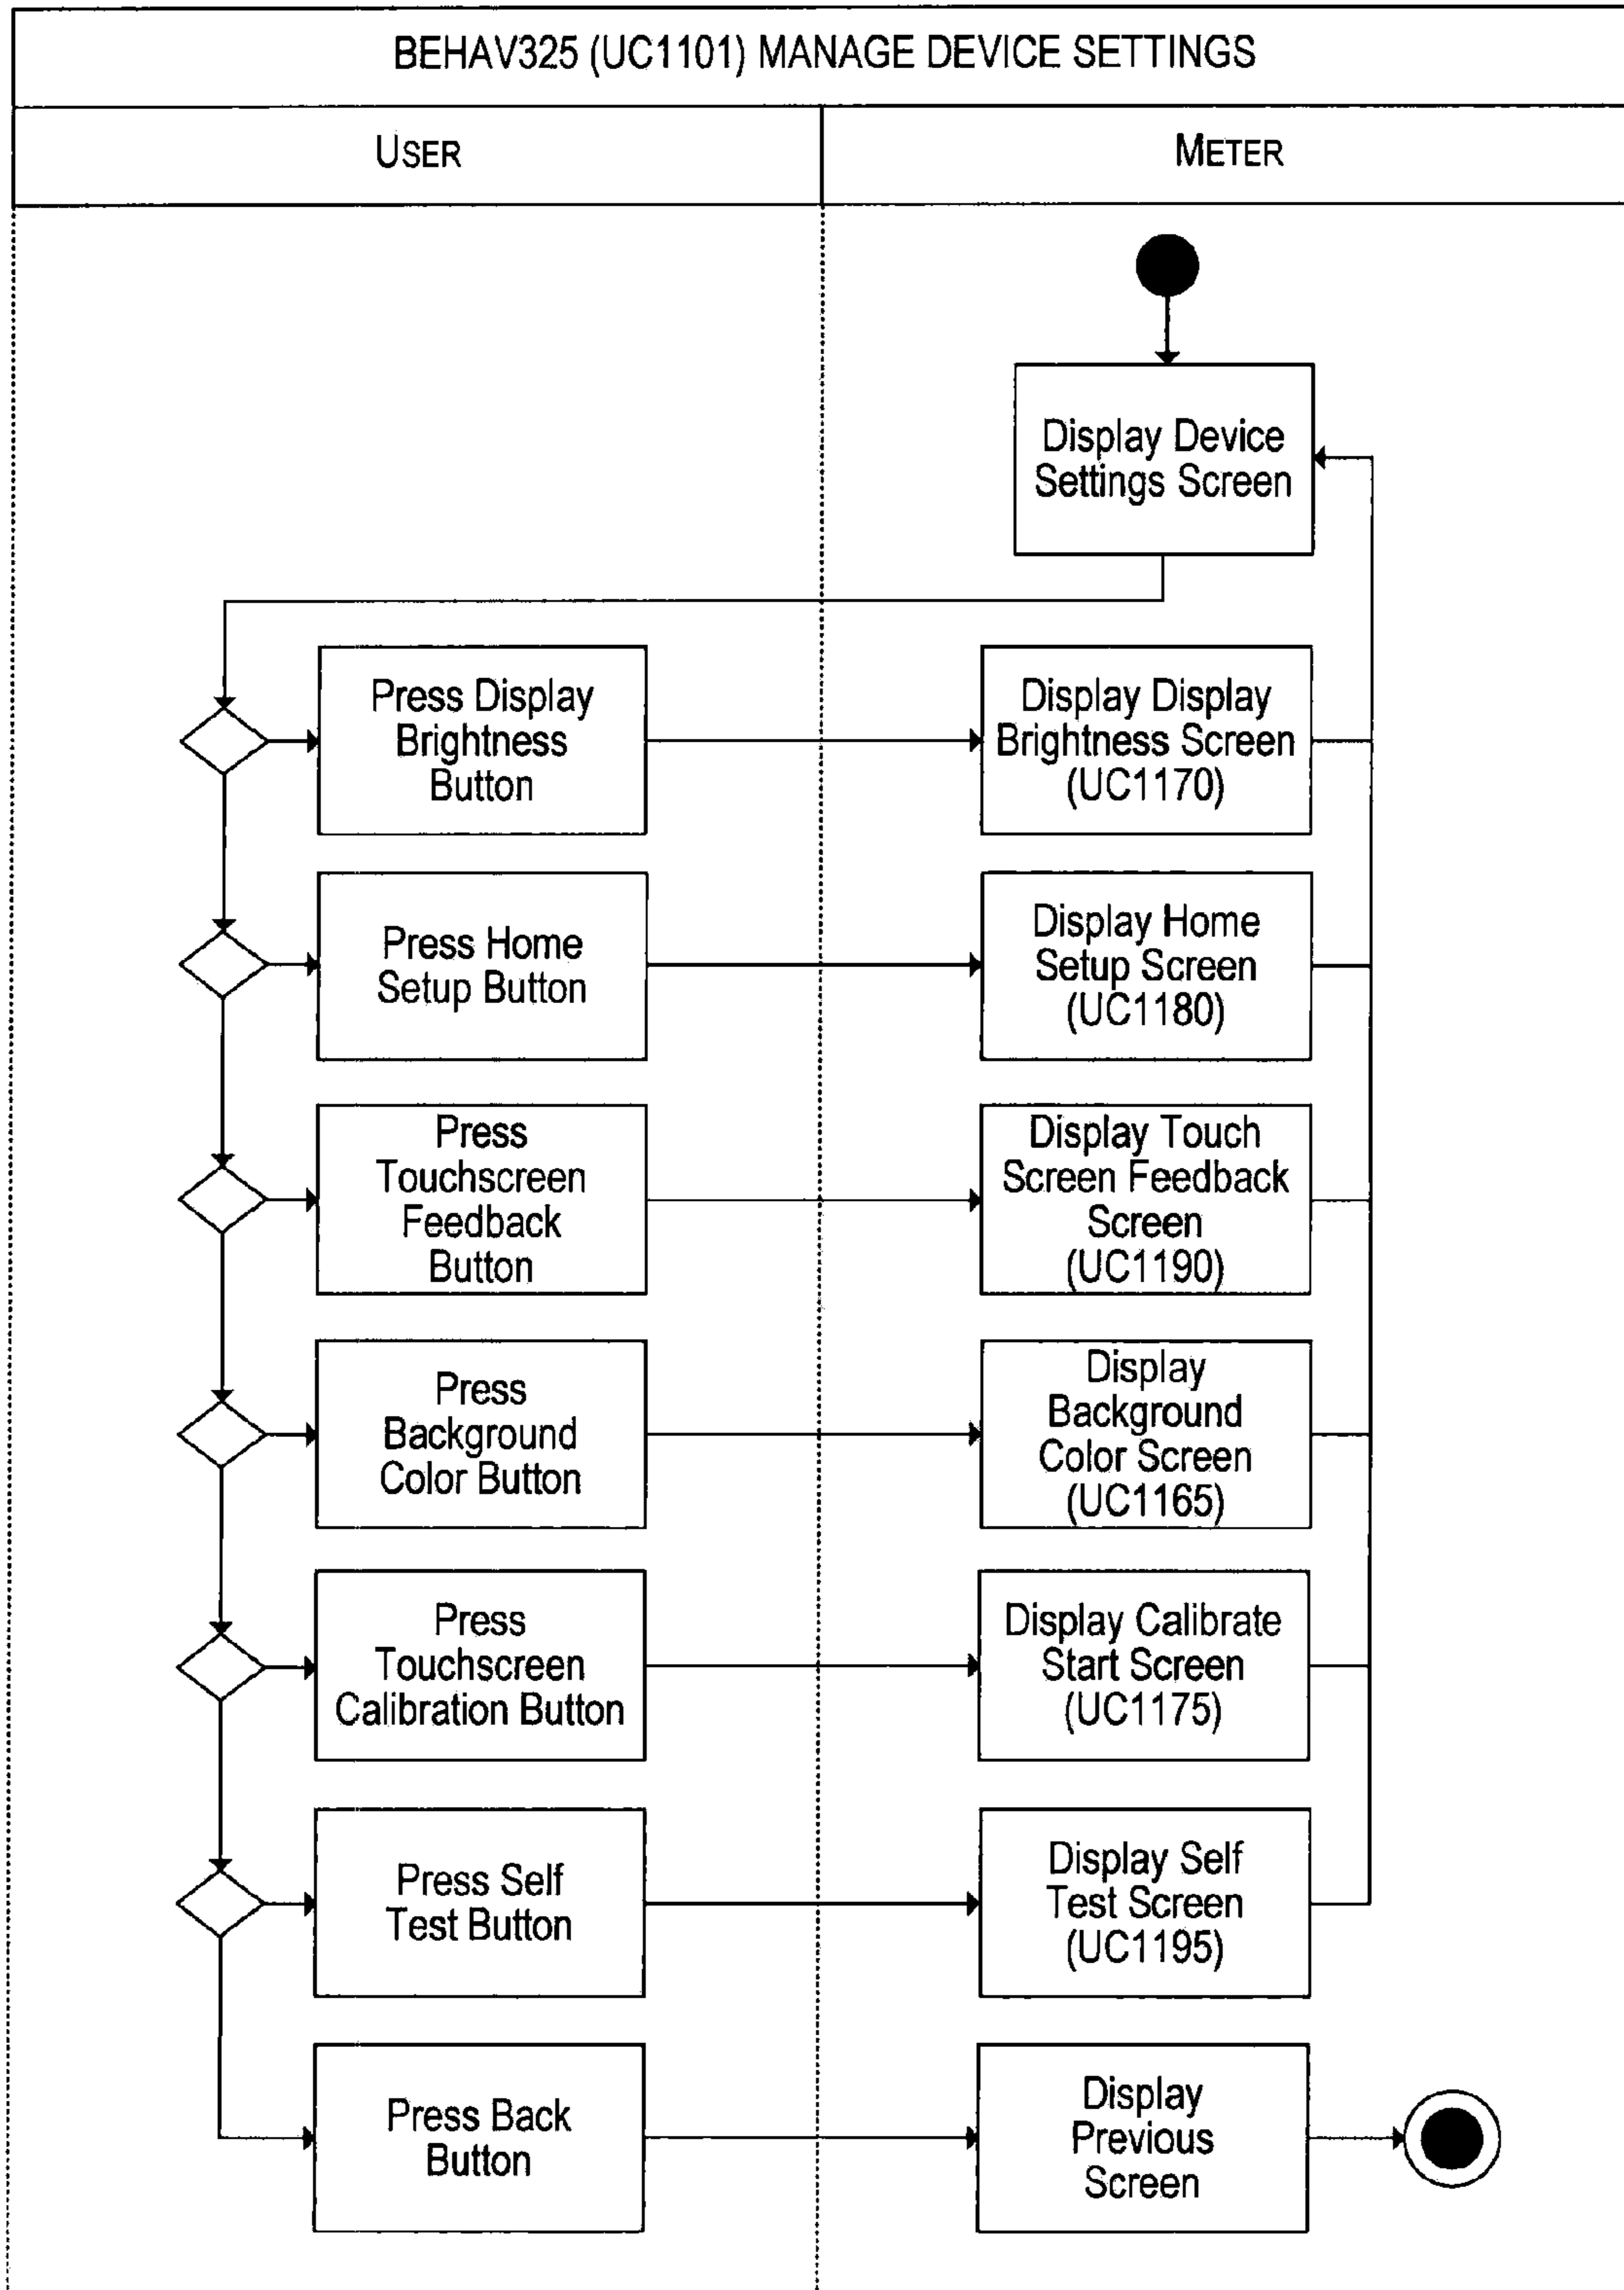 BEHAV325 (UC1101) MANAGE DEVICE SETTINGS
USER
METER
Display Device
Settings Screen
Press Display
Brightness
Button
Display Display
Brightness Screen
(UC1170)
Press Home
Setup Button
Display Home
Setup Screen
(UC1180)
Press
Touchscreen
Feedback
Button
Display Touch
Screen Feedback
Screen
(UC1190)
Press
Background
Color Button
Display
Background
Color Screen
(UC1165)
Press
Touchscreen
Calibration Button
Display Calibrate
Start Screen
(UC1175)
Press Self
Test Button
Display Self
Test Screen
(UC1195)
Press Back
Button
Display
Previous
Screen